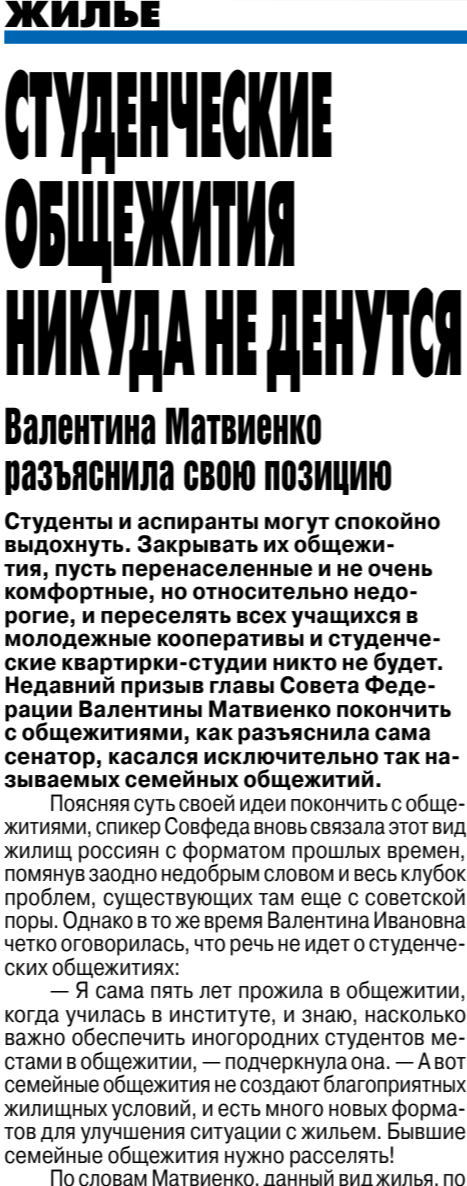 ЖИЛЬЕ
СТУДЕНЧЕСКИЕ
ОБЩЕЖИТИЯ
НИКУДА НЕ ДЕНУТСЯ
Валентина Матвиенко
разъяснила свою позицию
Студенты и аспиранты могут спокойно
выдохнуть. Закрывать их общежи-
тия, пусть перенаселенные и не очень
комфортные, но относительно недо-
рогие, и переселять всех учащихся в
молодежные кооперативы и студенче-
ские квартирки-студии никто не будет.
Недавний призыв главы Совета Феде-
рации Валентины Матвиенко покончить
с общежитиями, как разъяснила сама
сенатор, касался исключительно так на-
зываемых семейных общежитий.
Поясняя суть своей идеи покончить с обще-
житиями, спикер Совфеда вновь связала этот вид
жилищ россиян с форматом прошлых времен,
помянув заодно недобрым словом и весь клубок
проблем, существующих там еще с советской
поры. Однако в то же время Валентина Ивановна
четко оговорилась, что речь не идет о студенче-
ских общежитиях:
— Я сама пять лет прожила в общежитии,
когда училась в институте, и знаю, насколько
важно обеспечить иногородних студентов ме-
стами в общежитии, — подчеркнула она. — А вот
семейные общежития не создают благоприятных
жилищных условий, и есть много новых форма-
тов для улучшения ситуации с жильем. Бывшие
семейные общежития нужно расселять!
По словам Матвиенко, данный вид жилья, по